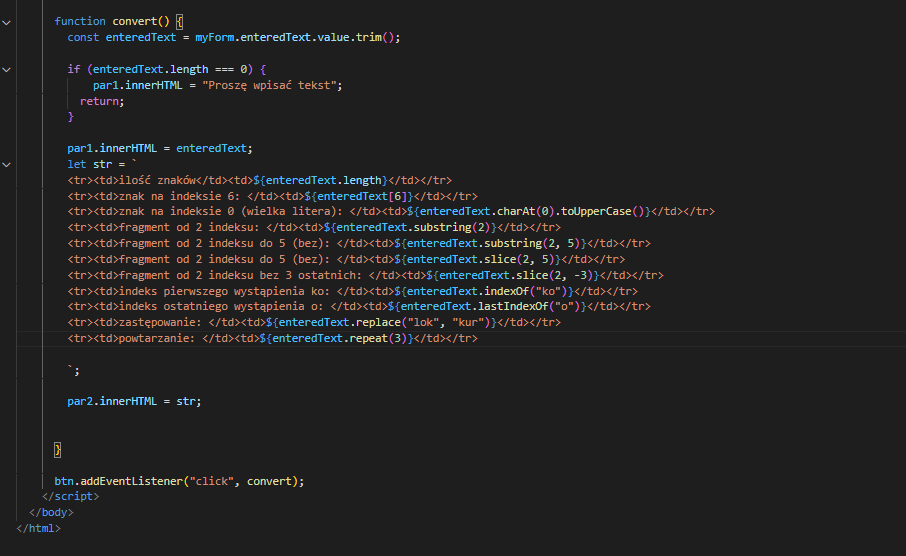 function convert() {
const enteredText = myForm.enteredText.value.trim();
if (enteredText.length === 0) {
par1.innerHTML = "Proszę wpisać tekst";
return;
}
par1.innerHTML = enteredText;
let str = `
<tr><td>ilość znaków</td><td>${enteredText.length}</td></tr>
<tr><td>znak na indeksie 6: </td><td>${enteredText[6]}</td></tr>
<tr><td>znak na indeksie 0 (wielka litera): </td><td>${enteredText.charAt(0).toUpperCase()}</td></tr>
<tr><td>fragment od 2 indeksu: </td><td>${enteredText.substring(2)}</td></tr>
<tr><td>fragment od 2 indeksu do 5 (bez): </td><td>${enteredText.substring(2, 5)}</td></tr>
<tr><td>fragment od 2 indeksu do 5 (bez): </td><td>${enteredText.slice(2, 5)}</td></tr>
<tr><td>fragment od 2 indeksu bez 3 ostatnich: </td><td>${enteredText.slice(2, -3)}</td></tr>
<tr><td>indeks pierwszego wystąpienia ko: </td><td>${enteredText.indexOf("ko")}</td></tr>
<tr><td>indeks ostatniego wystąpienia o: </td><td>${enteredText.lastIndexOf("o")}</td></tr>
<tr><td>zastępowanie: </td><td>${enteredText.replace("lok", "kur")}</td></tr>
<tr><td>powtarzanie: </td><td>${enteredText.repeat(3)}</td></tr>
`;
par2.innerHTML = str;
}
btn.addEventListener("click", convert);
</script>
</body>
</html>